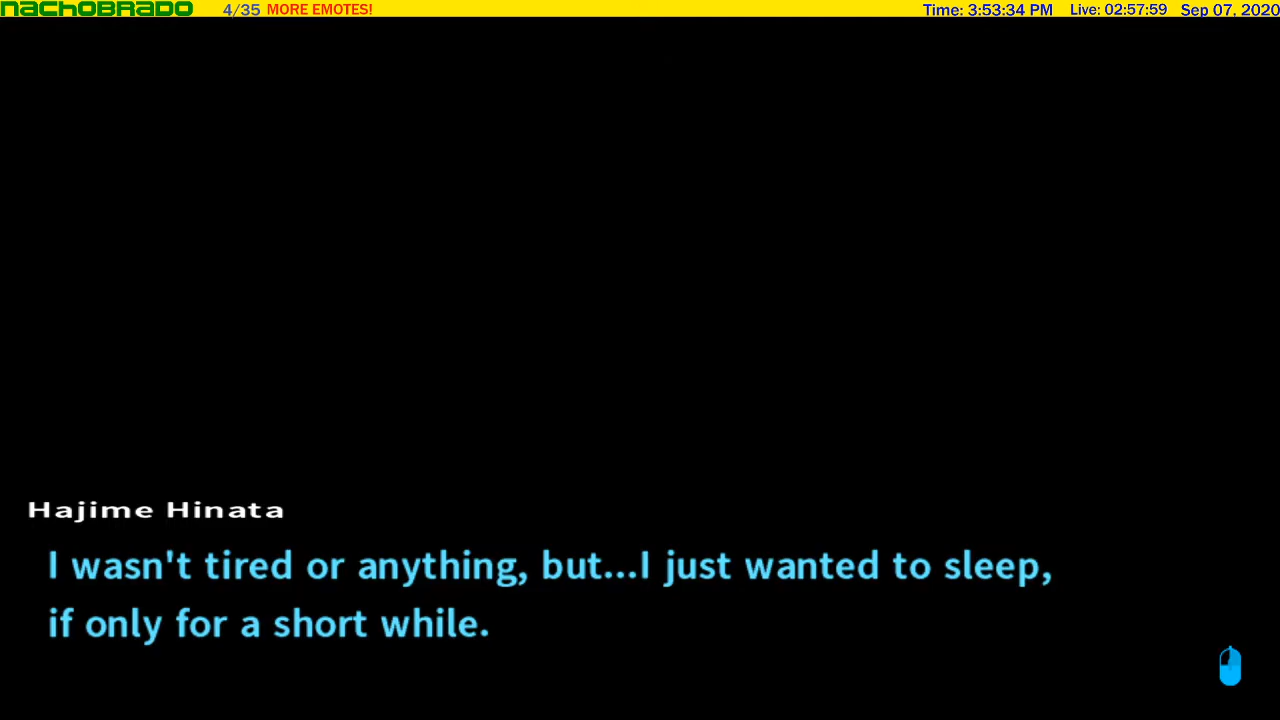 nachobrado 4/35 MORE EMOTES! Time: 3:53:34 PM Live: 02:57:59 Sep 07, 2020
Hajime Hinata
I wasn't tired or anything, but...I just wanted to sleep,
if only for a short while.